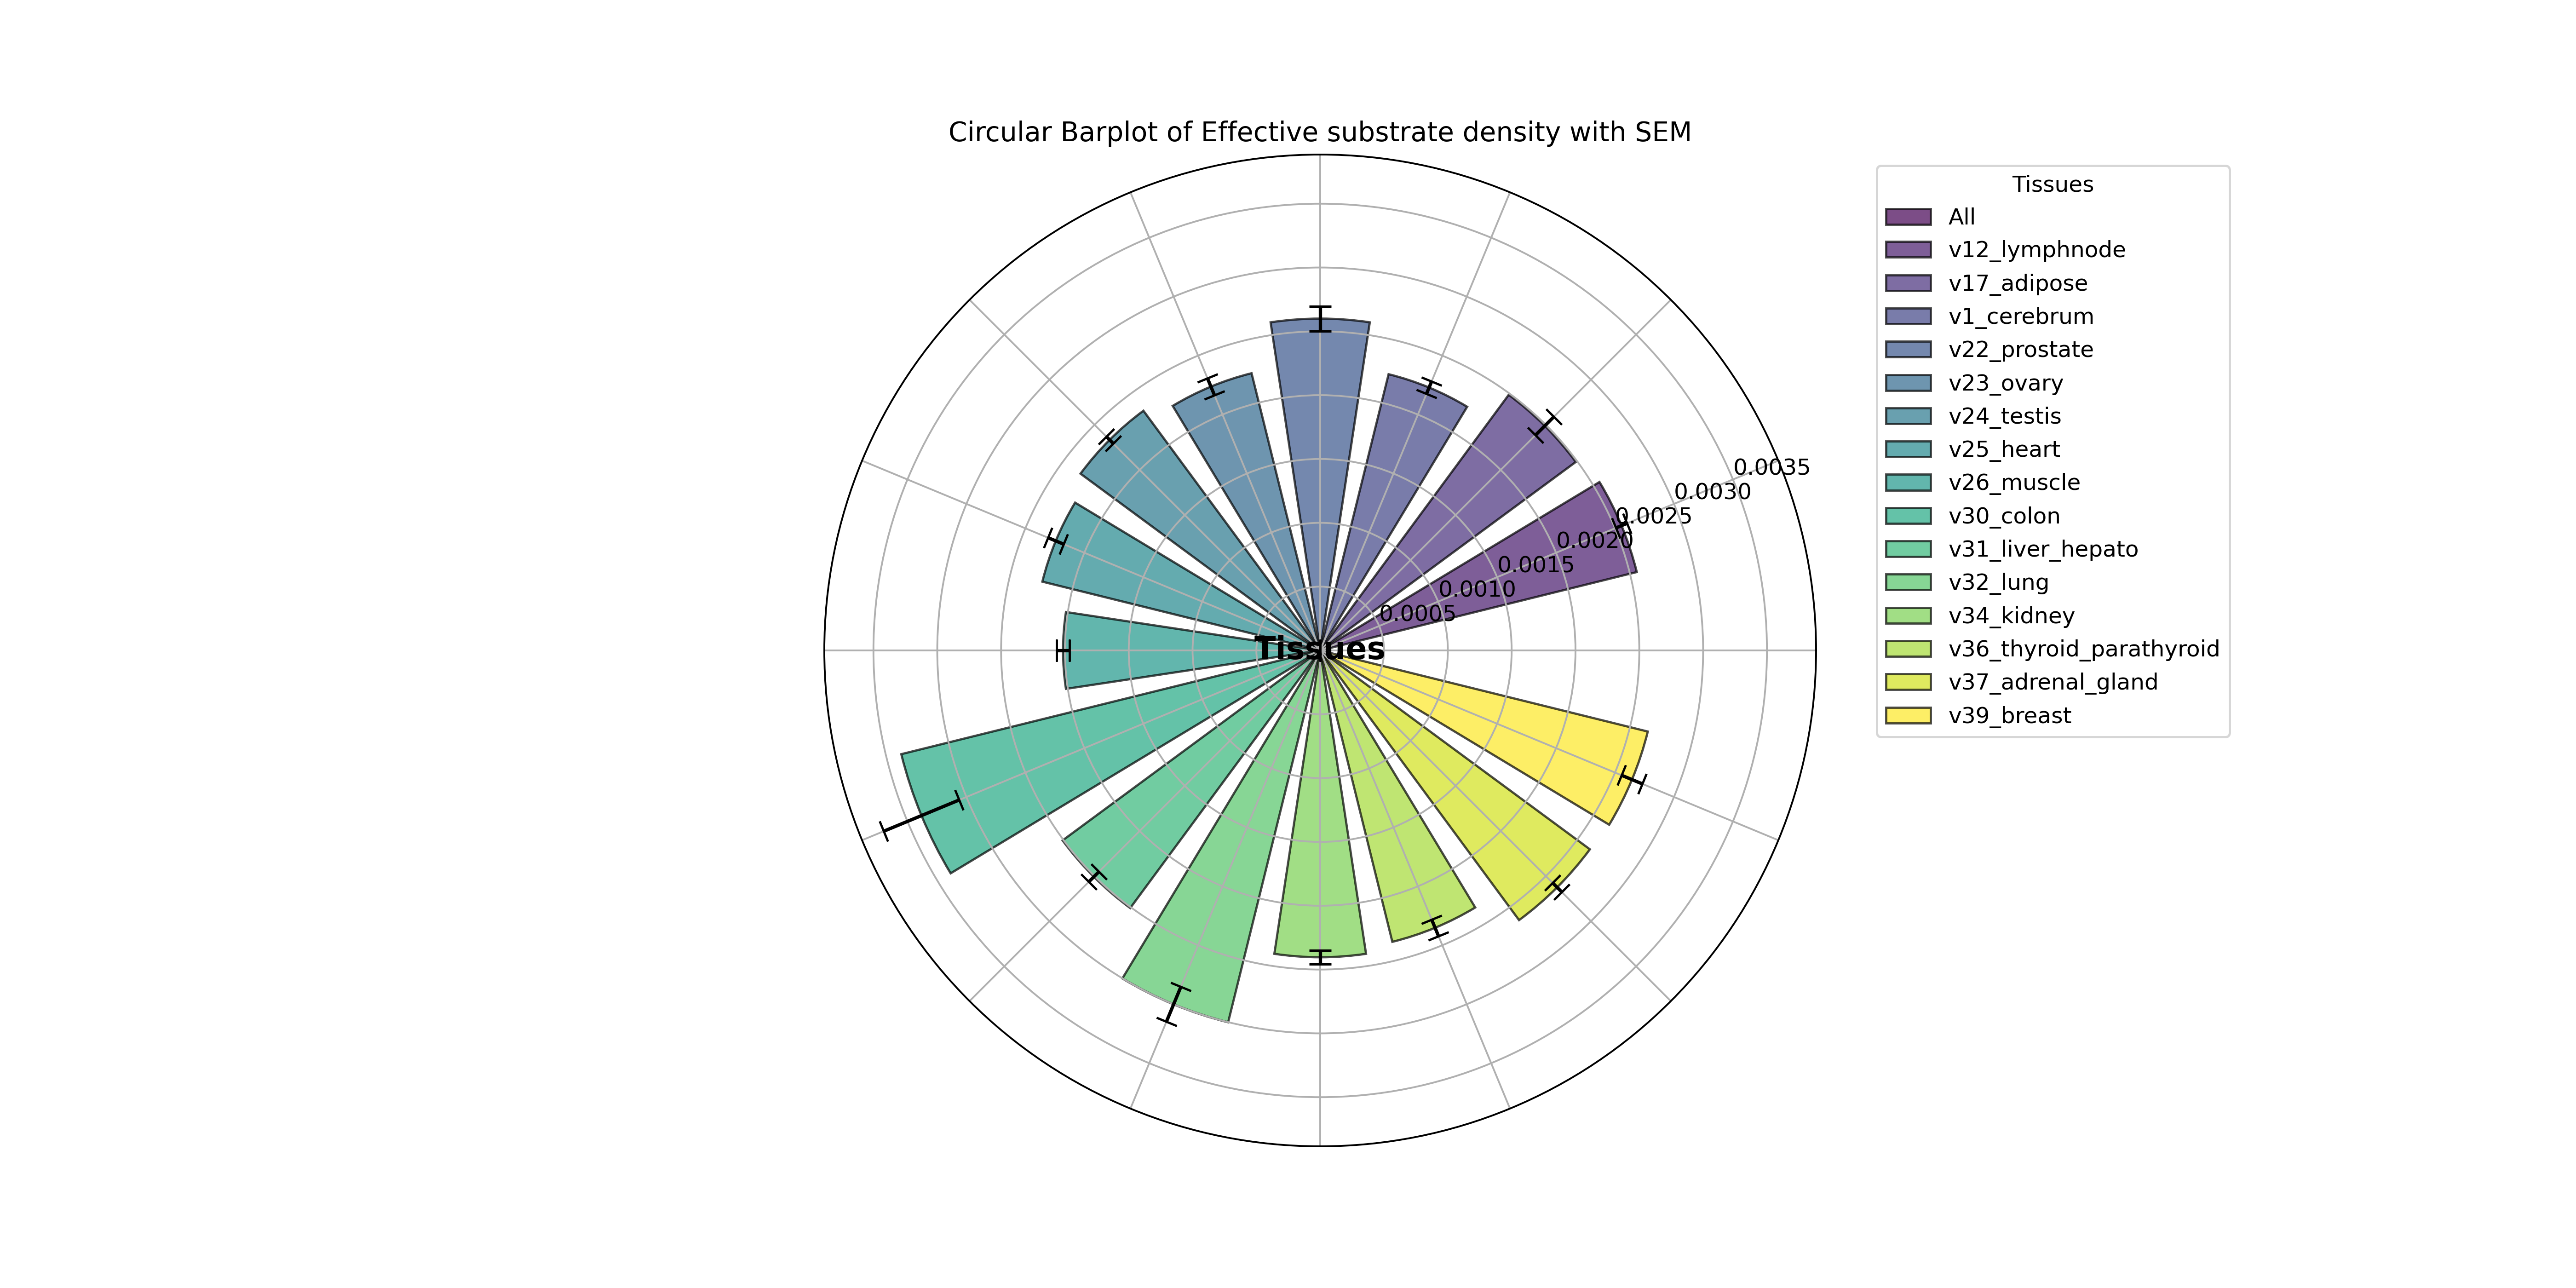 Circular Barplot of Effective substrate density with SEM
0.0035
0.0030
0.0025
0.0020
0.0015
0.0010
0.0005
Tissues
Tissues
All
v12_lymphnode
v17_adipose
v1_cerebrum
v22_prostate
v23_ovary
v24_testis
v25_heart
v26_muscle
v30_colon
v31_liver_hepato
v32_lung
v34_kidney
v36_thyroid_parathyroid
v37_adrenal_gland
v39_breast